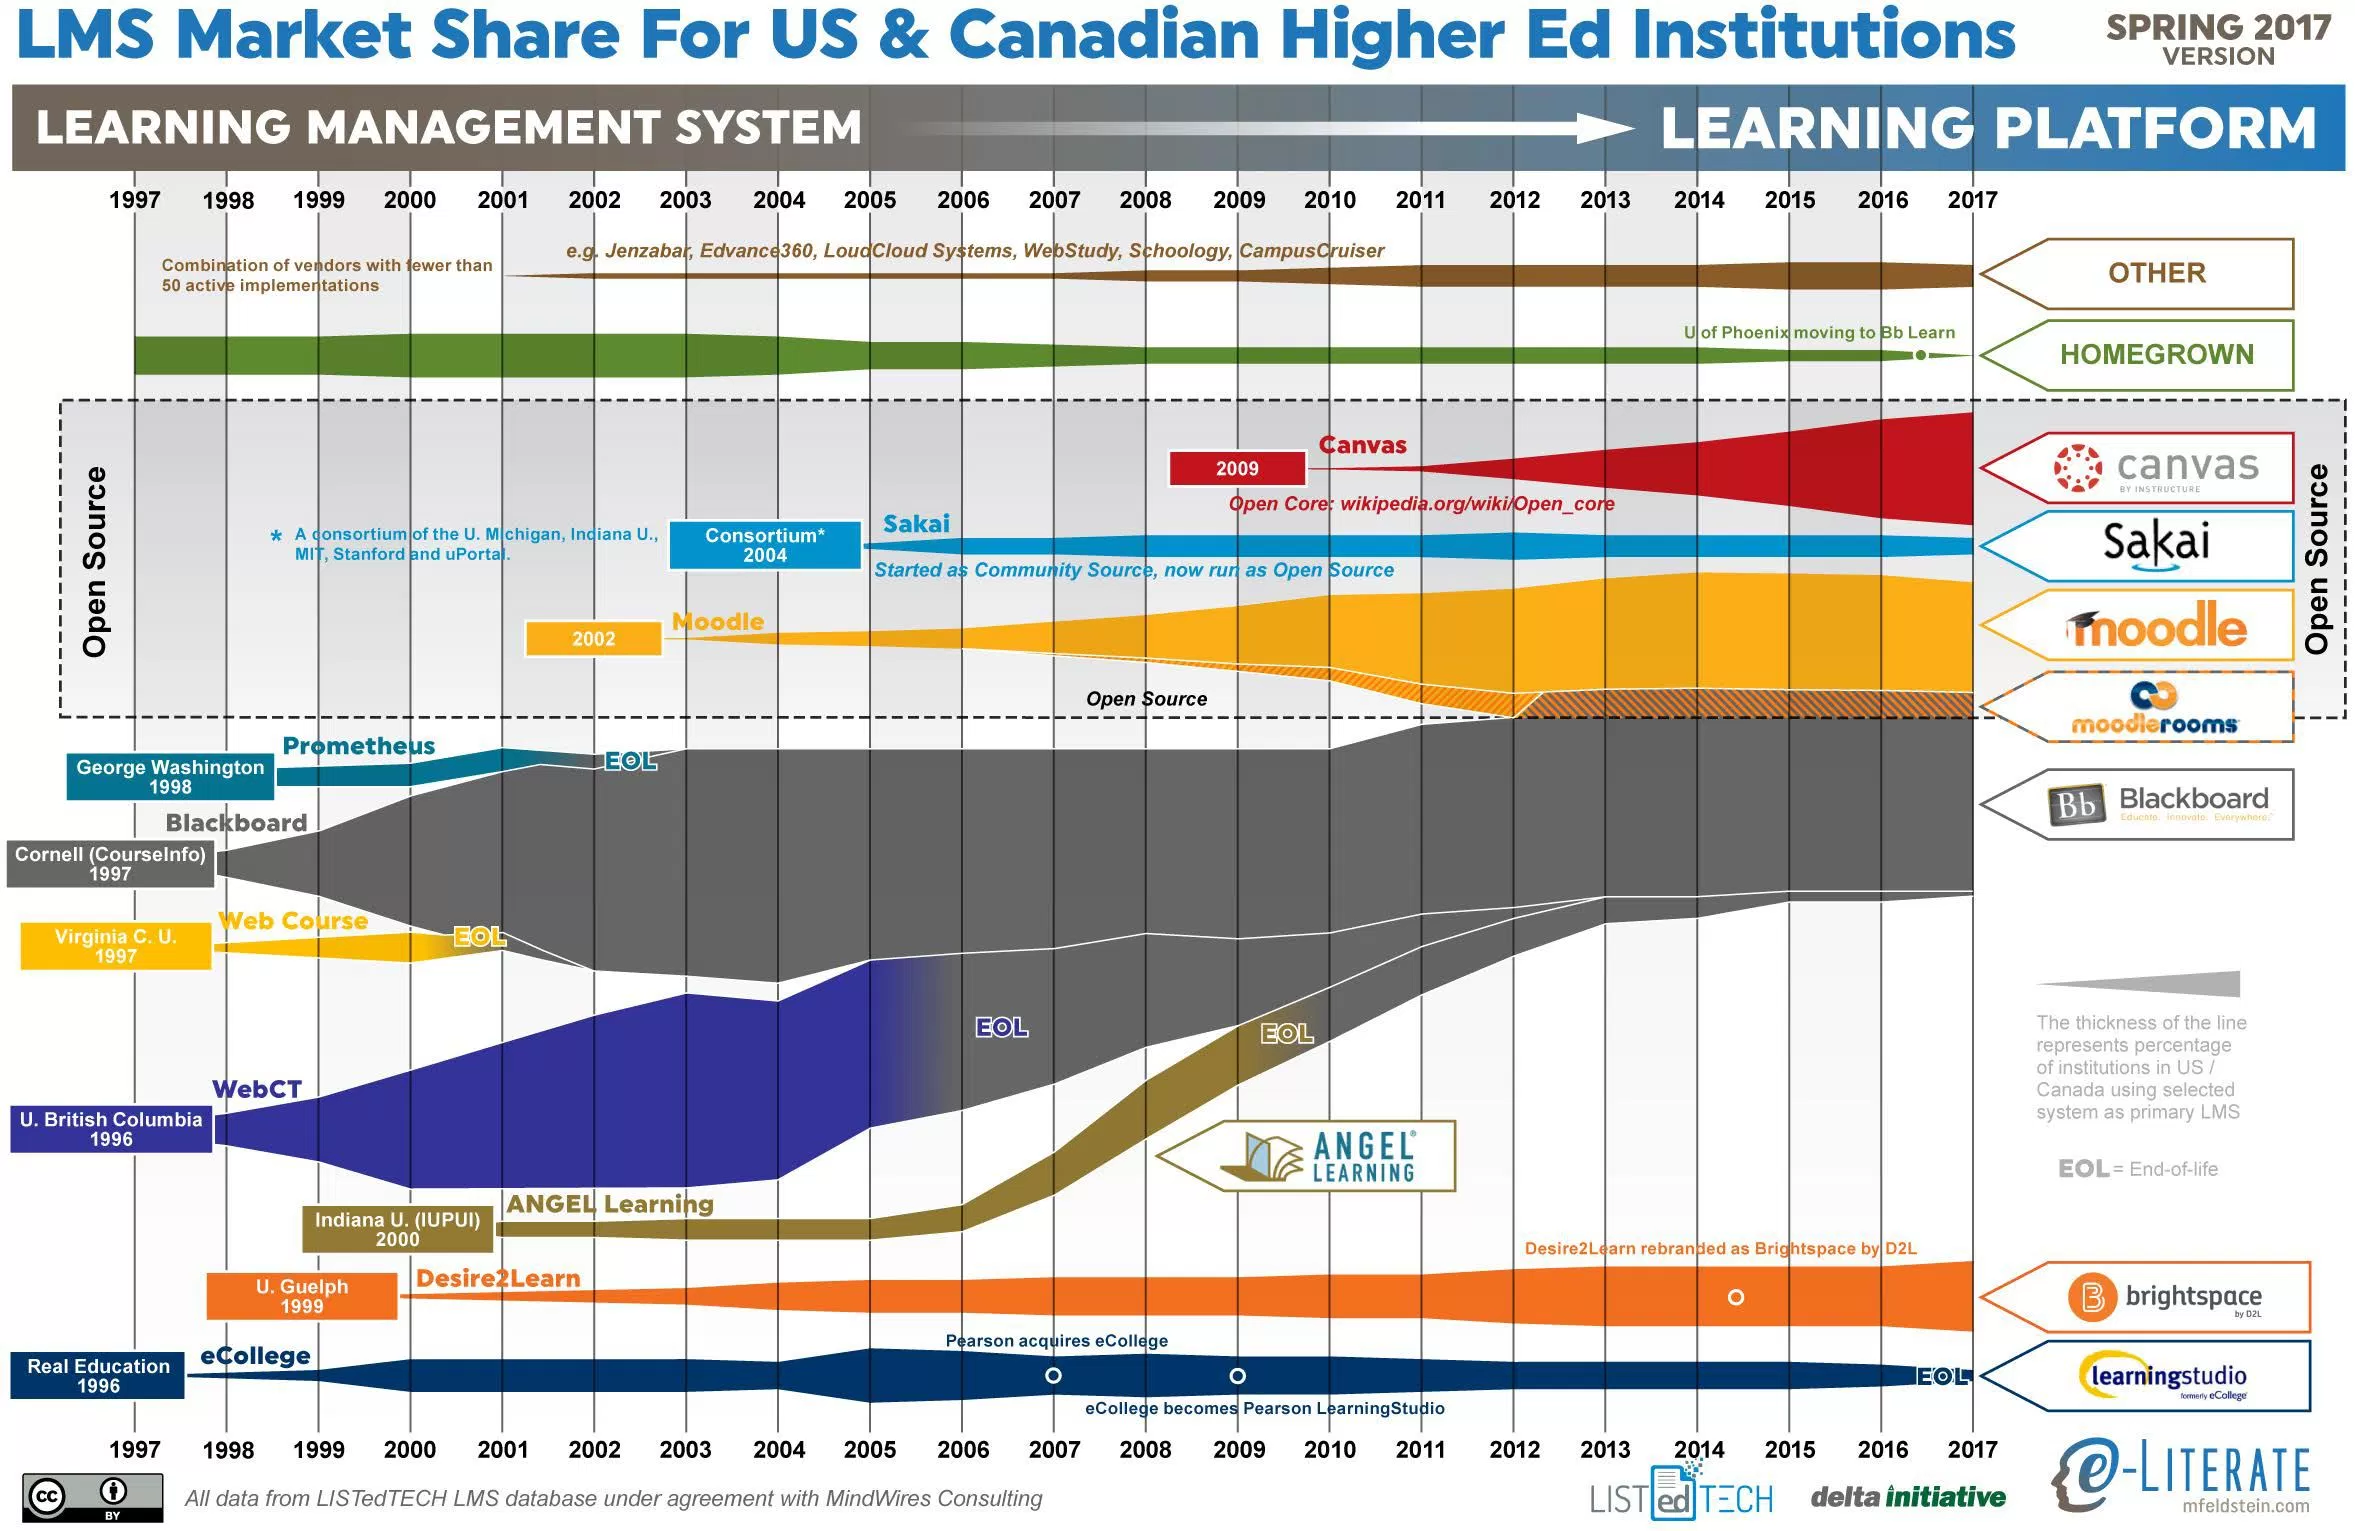 LMS Market Share For US & Canadian Higher Ed Institutions
SPRING 2017
VERSION
LEARNING MANAGEMENT SYSTEM
LEARNING PLATFORM
1997 1998 1999 2000 2001 2002 2003 2004 2005 2006 2007 2008 2009 2010 2011 2012 2013 2014 2015 2016 2017
e.g. Jenzabar, Edvance360, LoudCloud Systems, WebStudy, Schoology, CampusCruiser
Combination of vendors with fewer than
50 active implementations
OTHER
U of Phoenix moving to Bb Learn
HOMEGROWN
Open Source
Canvas
2009
Open Core: wikipedia.org/wiki/Open_core
canvas
BY INSTRUCTURE
Open Source
Sakai
* A consortium of the U. Michigan, Indiana U.,
MIT, Stanford and uPortal.
Consortium*
2004
Started as Community Source, now run as Open Source
Sakai
Moodle
2002
moodle
Open Source
moodlerooms
Prometheus
George Washington
1998
EOL
Blackboard
Cornell (CourseInfo)
1997
Bb Blackboard
Educate. Innovate. Everywhere.
Web Course
Virginia C. U.
1997
EOL
WebCT
U. British Columbia
1996
EOL
EOL
The thickness of the line
represents percentage
of institutions in US /
Canada using selected
system as primary LMS
EOL = End-of-life
ANGEL®
LEARNING
ANGEL Learning
Indiana U. (IUPUI)
2000
Desire2Learn rebranded as Brightspace by D2L
Desire2Learn
U. Guelph
1999
B brightspace
by D2L
Pearson acquires eCollege
eCollege
Real Education
1996
EOL
learningstudio
formerly eCollege
eCollege becomes Pearson LearningStudio
1997 1998 1999 2000 2001 2002 2003 2004 2005 2006 2007 2008 2009 2010 2011 2012 2013 2014 2015 2016 2017
cc
BY
All data from LISTedTECH LMS database under agreement with MindWires Consulting
LISTedTECH
delta initiative
e-LITERATE
mfeldstein.com